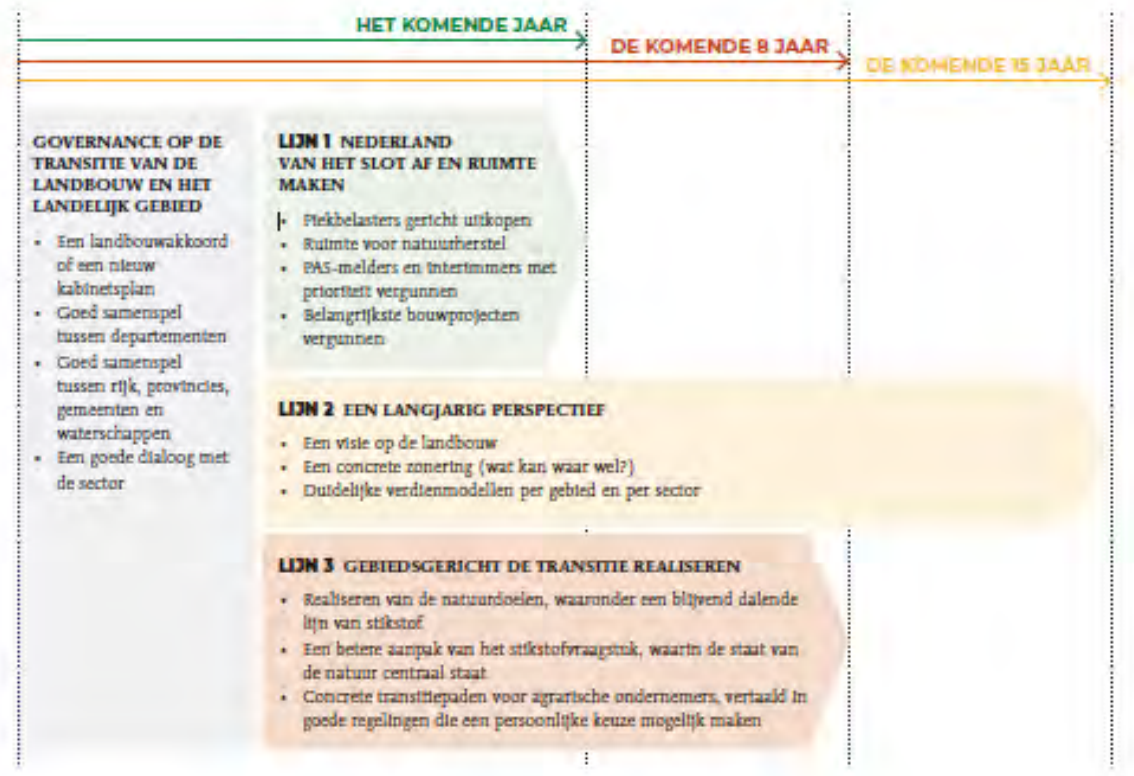 HET KOMENDE JAAR
DE KOMENDE 8 JAAR
DE KOMENDE 15 JAAR
GOVERNANCE OP DE
TRANSITIE VAN DE
LANDBOUW EN HET
LANDELIJK GEBIED
• Een landbouwakkoord
of een nieuw
kabinetsplan
• Goed samenspel
tussen departementen
• Goed samenspel
tussen rijk, provincies,
gemeenten en
waterschappen
• Een goede dialoog met
de sector
LIJN 1 NEDERLAND
VAN HET SLOT AF EN RUIMTE
MAKEN
• Piekbelasters gericht uitkopen
• Ruimte voor natuurherstel
• PAS-melders en interimmers met
prioriteit vergunnen
• Belangrijkste bouwprojecten
vergunnen
LIJN 2 EEN LANGJARIG PERSPECTIEF
• Een visie op de landbouw
• Een concrete zonering (wat kan waar wel?)
• Duidelijke verdienmodellen per gebied en per sector
LIJN 3 GEBIEDSGERICHT DE TRANSITIE REALISEREN
• Realiseren van de natuurdoelen, waaronder een blijvend dalende
lijn van stikstof
• Een betere aanpak van het stikstofvraagstuk, waarin de staat van
de natuur centraal staat
• Concrete transitiepaden voor agrarische ondernemers, vertaald in
goede regelingen die een persoonlijke keuze mogelijk maken